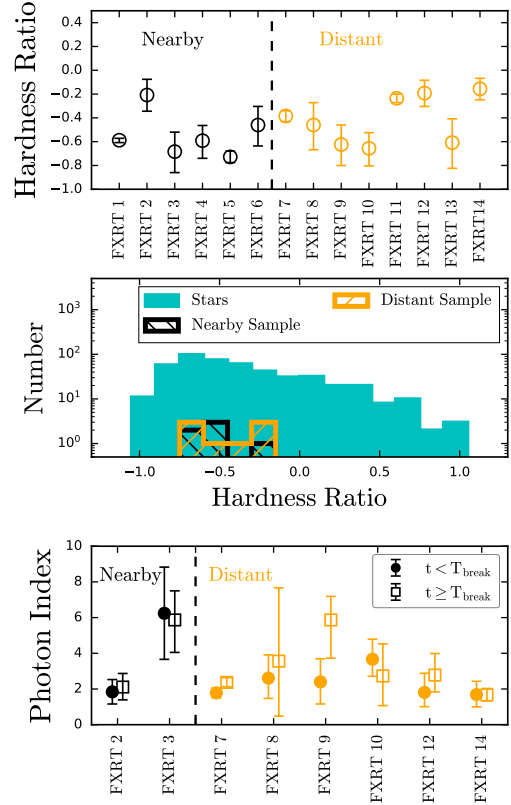 Hardness Ratio
0.4
0.2
0.0
−0.2
−0.4
−0.6
−0.8
−1.0
Nearby
Distant
FXRT 1
FXRT 2
FXRT 3
FXRT 4
FXRT 5
FXRT 6
FXRT 7
FXRT 8
FXRT 9
FXRT 10
FXRT 11
FXRT 12
FXRT 13
FXRT14
Number
10³
10²
10¹
10⁰
Stars
Nearby Sample
Distant Sample
−1.0
−0.5
0.0
0.5
1.0
Hardness Ratio
Photon Index
10
8
6
4
2
0
Nearby
Distant
t < T_break
t ≥ T_break
FXRT 2
FXRT 3
FXRT 7
FXRT 8
FXRT 9
FXRT 10
FXRT 12
FXRT 14